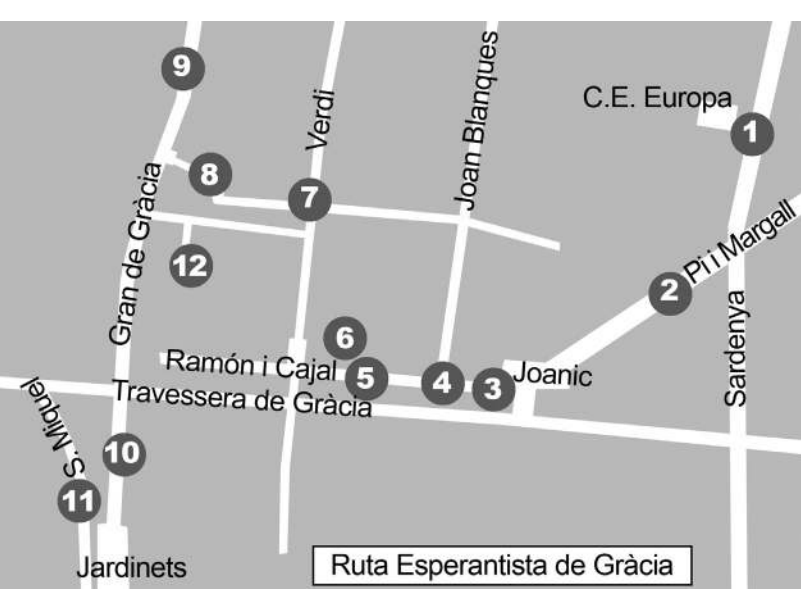 9
Verdi
Joan Blanques
C.E. Europa
1
8
7
Gran de Gràcia
12
Pi i Margall
2
Sardenya
6
Ramón i Cajal
5
4
3
Joanic
Travessera de Gràcia
S. Miquel
10
11
Jardinets
Ruta Esperantista de Gràcia